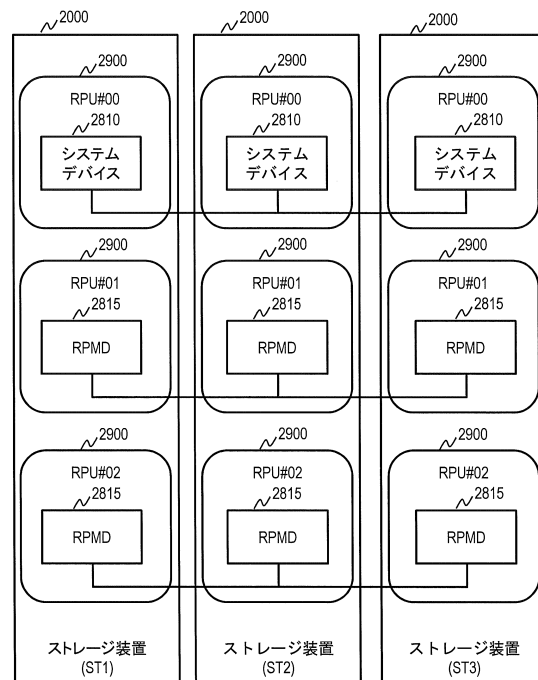 2000 2000 2000
2900 2900 2900
RPU#00 RPU#00 RPU#00
2810 2810 2810
システム システム システム
デバイス デバイス デバイス
2900 2900 2900
RPU#01 RPU#01 RPU#01
2815 2815 2815
RPMD RPMD RPMD
2900 2900 2900
RPU#02 RPU#02 RPU#02
2815 2815 2815
RPMD RPMD RPMD
ストレージ装置 ストレージ装置 ストレージ装置
(ST1) (ST2) (ST3)